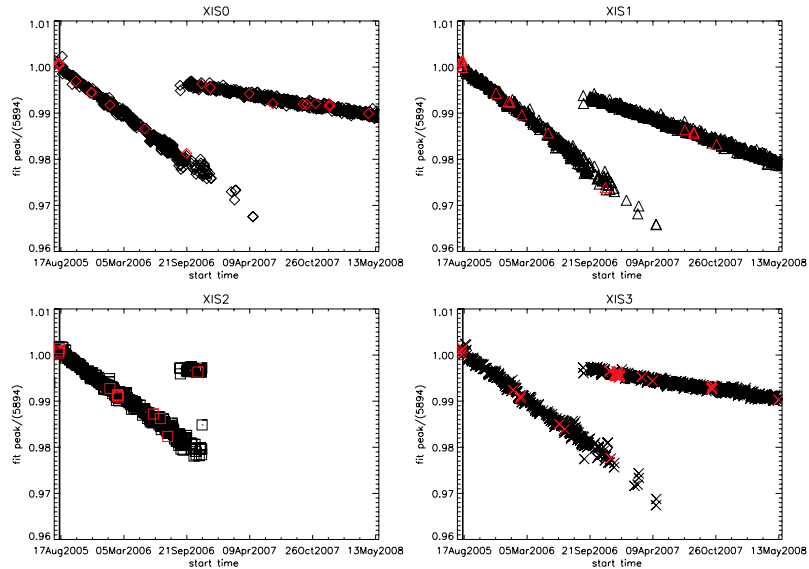 XIS0
1.01
1.00
0.99
0.98
0.97
0.96
fit peak/(5894)
17Aug2005 05Mar2006 21Sep2006 09Apr2007 26Oct2007 13May2008
start time
XIS1
1.01
1.00
0.99
0.98
0.97
0.96
fit peak/(5894)
17Aug2005 05Mar2006 21Sep2006 09Apr2007 26Oct2007 13May2008
start time
XIS2
1.01
1.00
0.99
0.98
0.97
0.96
fit peak/(5894)
17Aug2005 05Mar2006 21Sep2006 09Apr2007 26Oct2007 13May2008
start time
XIS3
1.01
1.00
0.99
0.98
0.97
0.96
fit peak/(5894)
17Aug2005 05Mar2006 21Sep2006 09Apr2007 26Oct2007 13May2008
start time